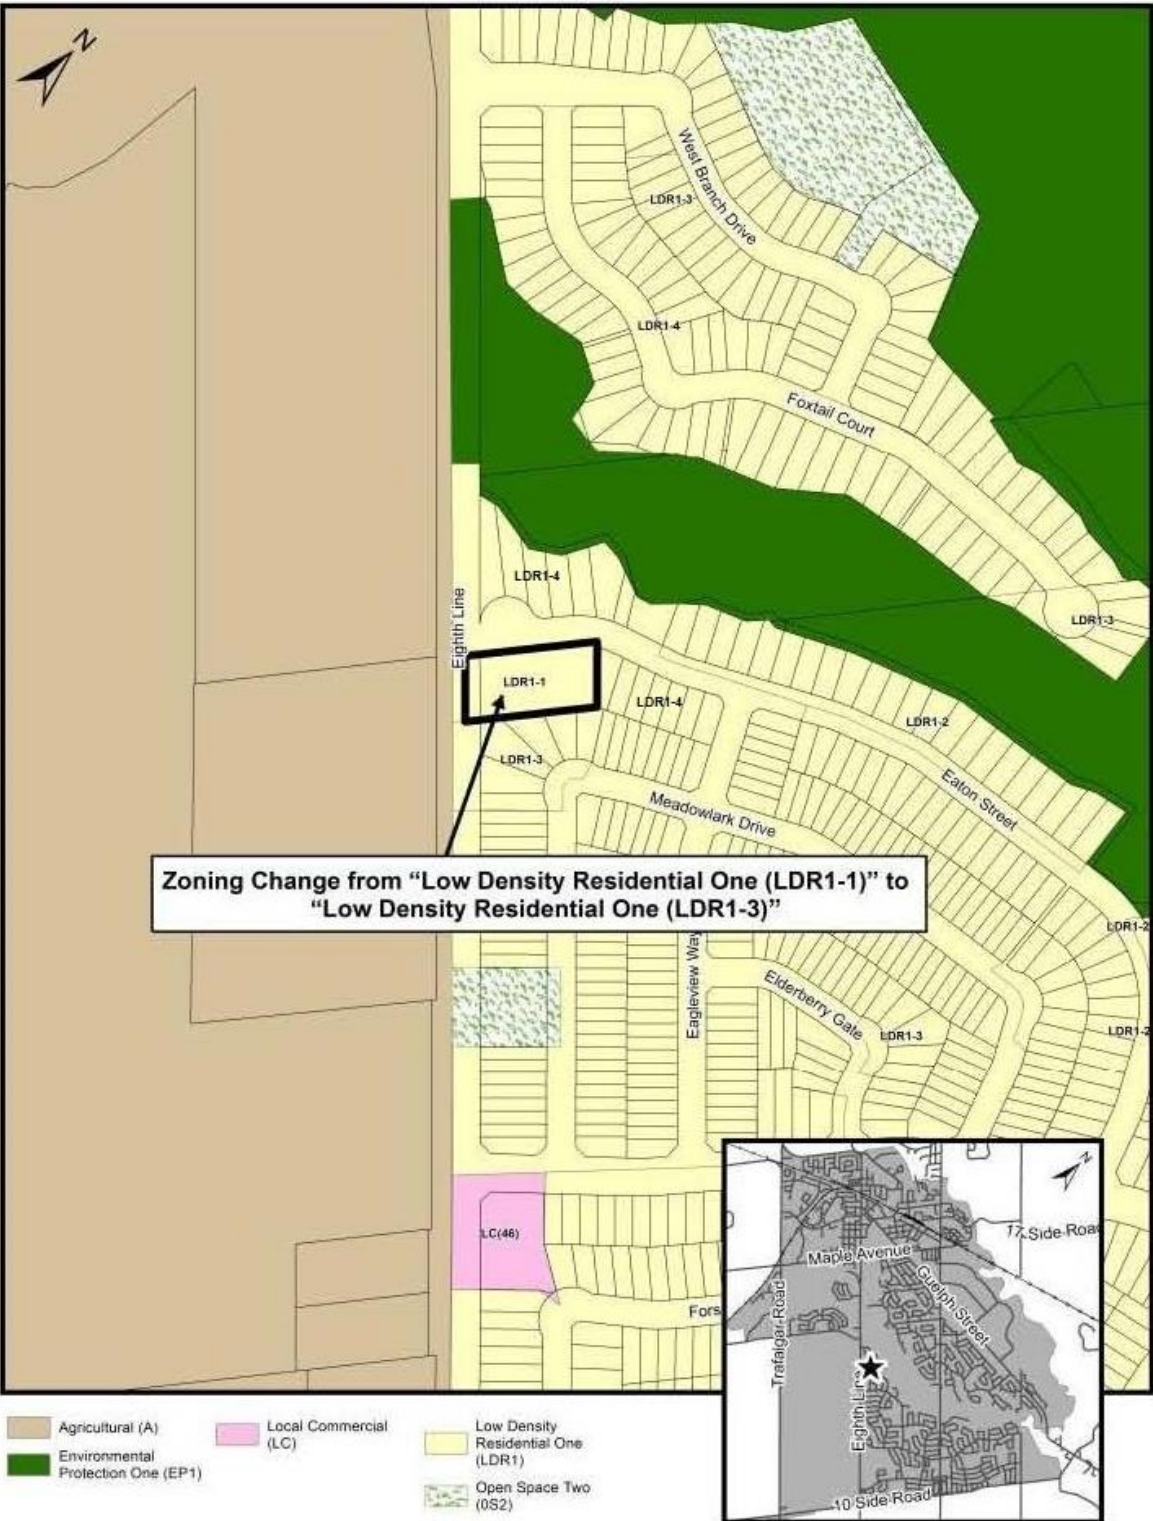 N
West Branch Drive
LDR1-3
LDR1-4
Foxtail Court
LDR1-4
LDR1-3
Eighth Line
LDR1-1
LDR1-4
LDR1-2
LDR1-3
Eaton Street
Meadowlark Drive
Zoning Change from “Low Density Residential One (LDR1-1)” to
“Low Density Residential One (LDR1-3)”
LDR1-2
Eagleview Way
Elderberry Gate
LDR1-3
LDR1-2
LC(46)
Fors
N
17 Side Road
Maple Avenue
Guelph Street
Trafalgar Road
Eighth Line
10 Side Road
Agricultural (A)
Environmental
Protection One (EP1)
Local Commercial
(LC)
Low Density
Residential One
(LDR1)
Open Space Two
(0S2)